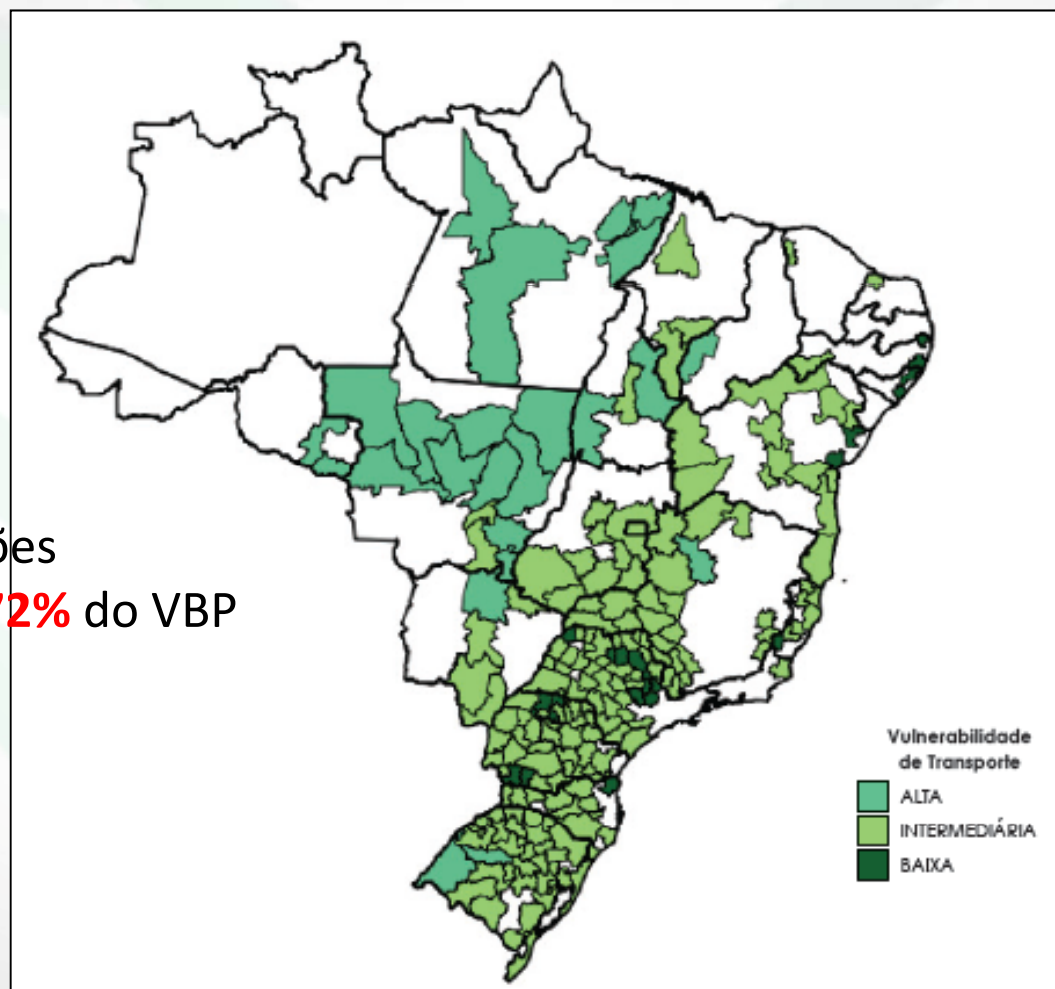 ões
72% do VBP
Vulnerabilidade
de Transporte
ALTA
INTERMEDIÁRIA
BAIXA